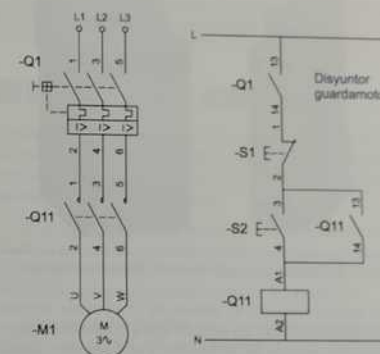 L1 L2 L3
-Q1
1 3 5
I> I> I>
2 4 6
1 3 5
-Q11
2 4 6
U V W
-M1
M
3∿
L
-Q1
13
14
Disyuntor
guardamoto
-S1
1
2
-S2
3
4
-Q11
13
14
-Q11
A1
A2
N